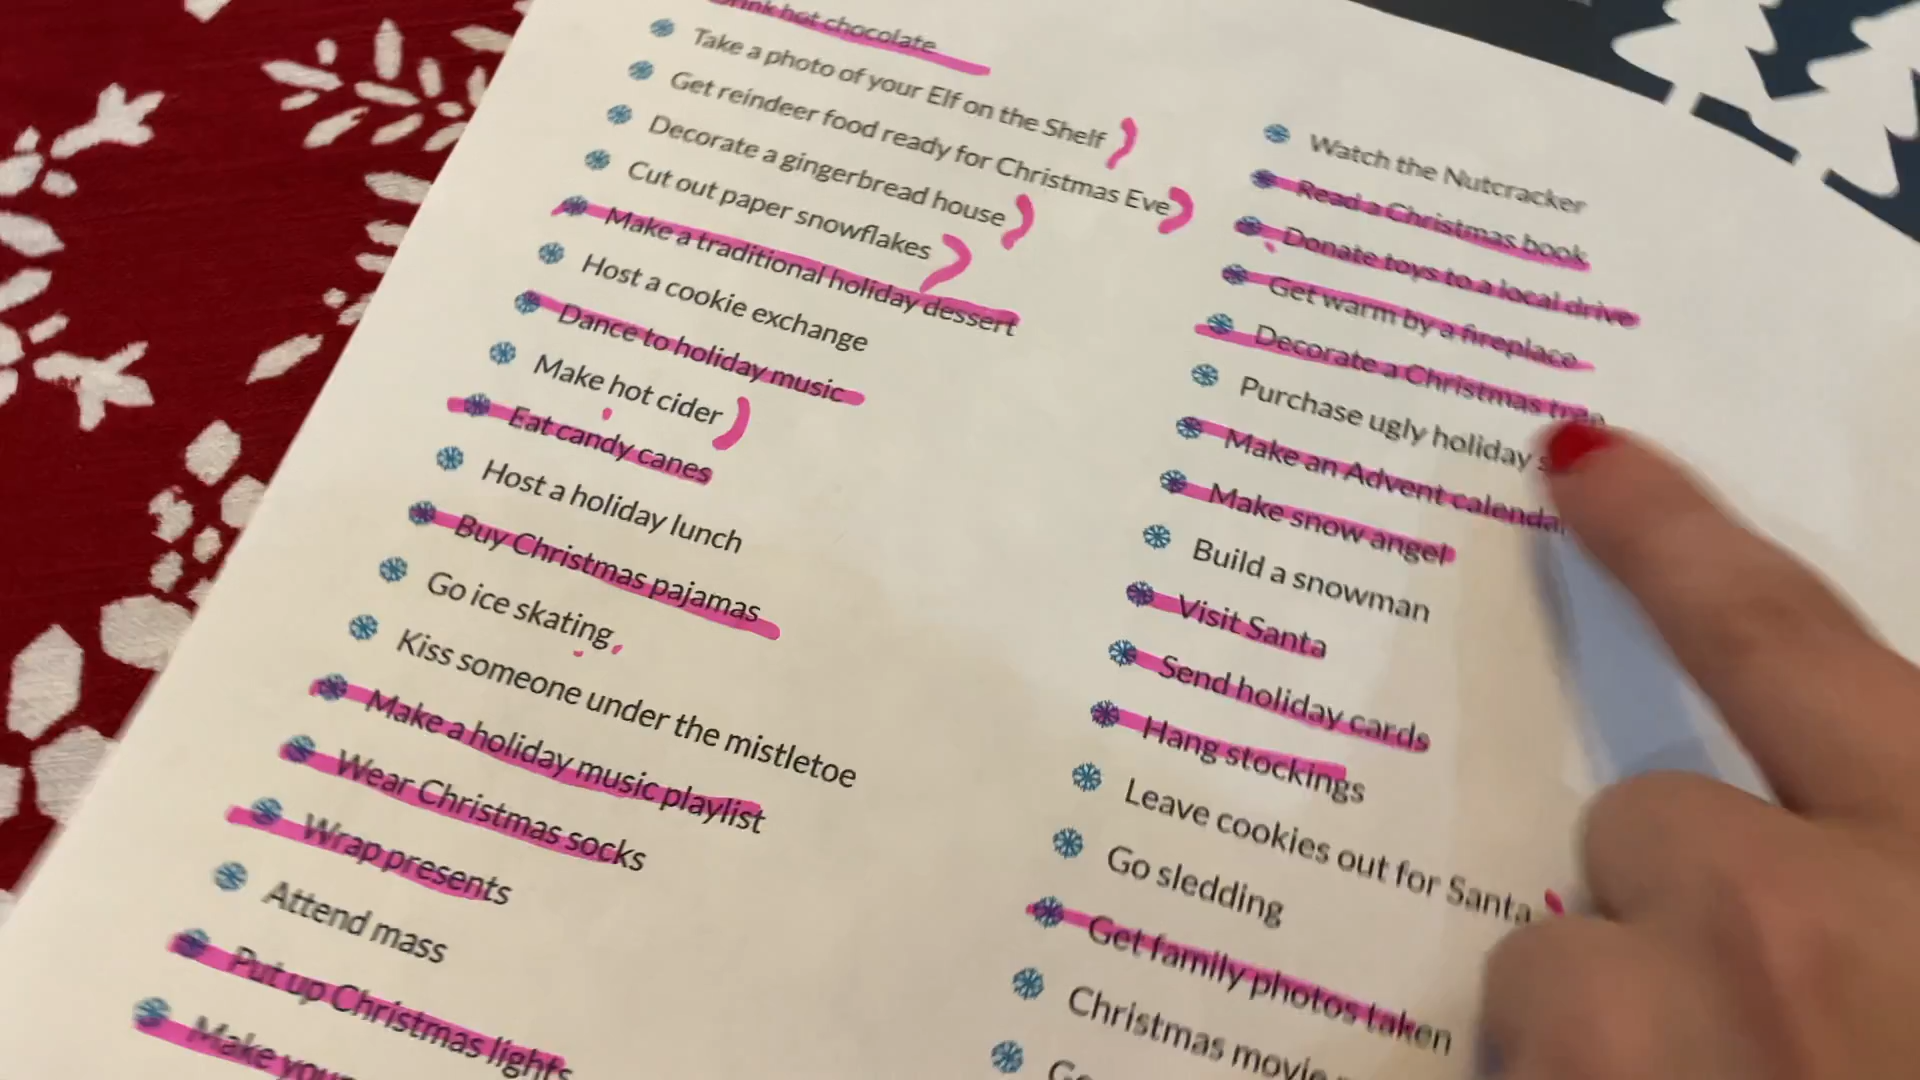 Drink hot chocolate
Take a photo of your Elf on the Shelf
Get reindeer food ready for Christmas Eve
Decorate a gingerbread house
Cut out paper snowflakes
Make a traditional holiday dessert
Host a cookie exchange
Dance to holiday music
Make hot cider
Eat candy canes
Host a holiday lunch
Buy Christmas pajamas
Go ice skating
Kiss someone under the mistletoe
Make a holiday music playlist
Wear Christmas socks
Wrap presents
Attend mass
Put up Christmas lights
Make your
Watch the Nutcracker
Read a Christmas book
Donate toys to a local drive
Get warm by a fireplace
Decorate a Christmas tree
Purchase ugly holiday s
Make an Advent calendar
Make snow angel
Build a snowman
Visit Santa
Send holiday cards
Hang stockings
Leave cookies out for Santa
Go sledding
Get family photos taken
Christmas movie